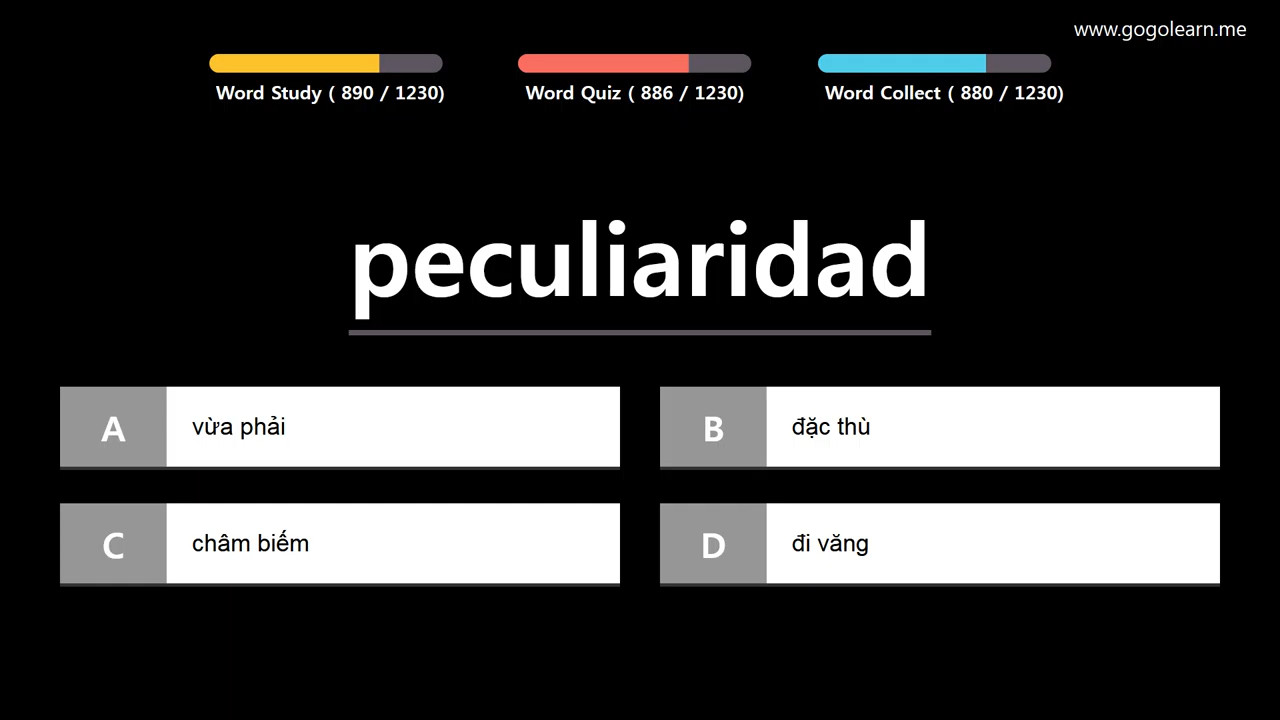 www.gogolearn.me
Word Study ( 890 / 1230)
Word Quiz ( 886 / 1230)
Word Collect ( 880 / 1230)
peculiaridad
A vừa phải
B đặc thù
C châm biếm
D đi văng